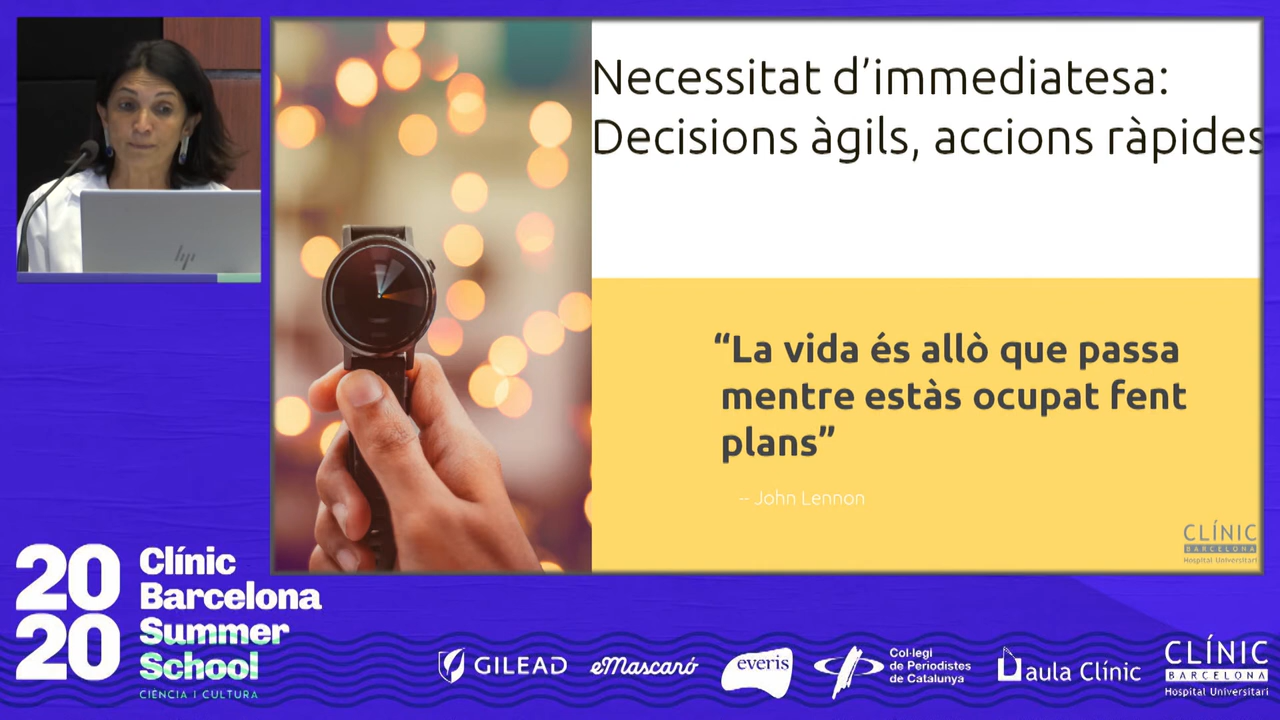 Necessitat d’immediatesa:
Decisions àgils, accions ràpides
“La vida és allò que passa
mentre estàs ocupat fent
plans”
-- John Lennon
CLÍNIC
BARCELONA
Hospital Universitari
hp
20
20
Clínic
Barcelona
Summer
School
CIÈNCIA I CULTURA
GILEAD
eMascaró
everis
Col·legi
de Periodistes
de Catalunya
aula Clínic
CLÍNIC
BARCELONA
Hospital Universitari